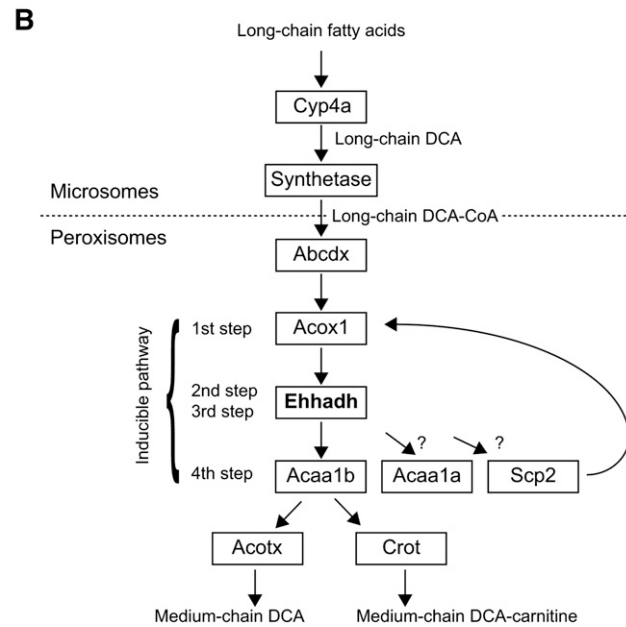 B
Long-chain fatty acids
Cyp4a
Long-chain DCA
Synthetase
Microsomes
Long-chain DCA-CoA
Peroxisomes
Abcdx
1st step
Acox1
Inducible pathway
2nd step
3rd step
Ehhadh
?
?
4th step
Acaa1b
Acaa1a
Scp2
Acotx
Crot
Medium-chain DCA
Medium-chain DCA-carnitine